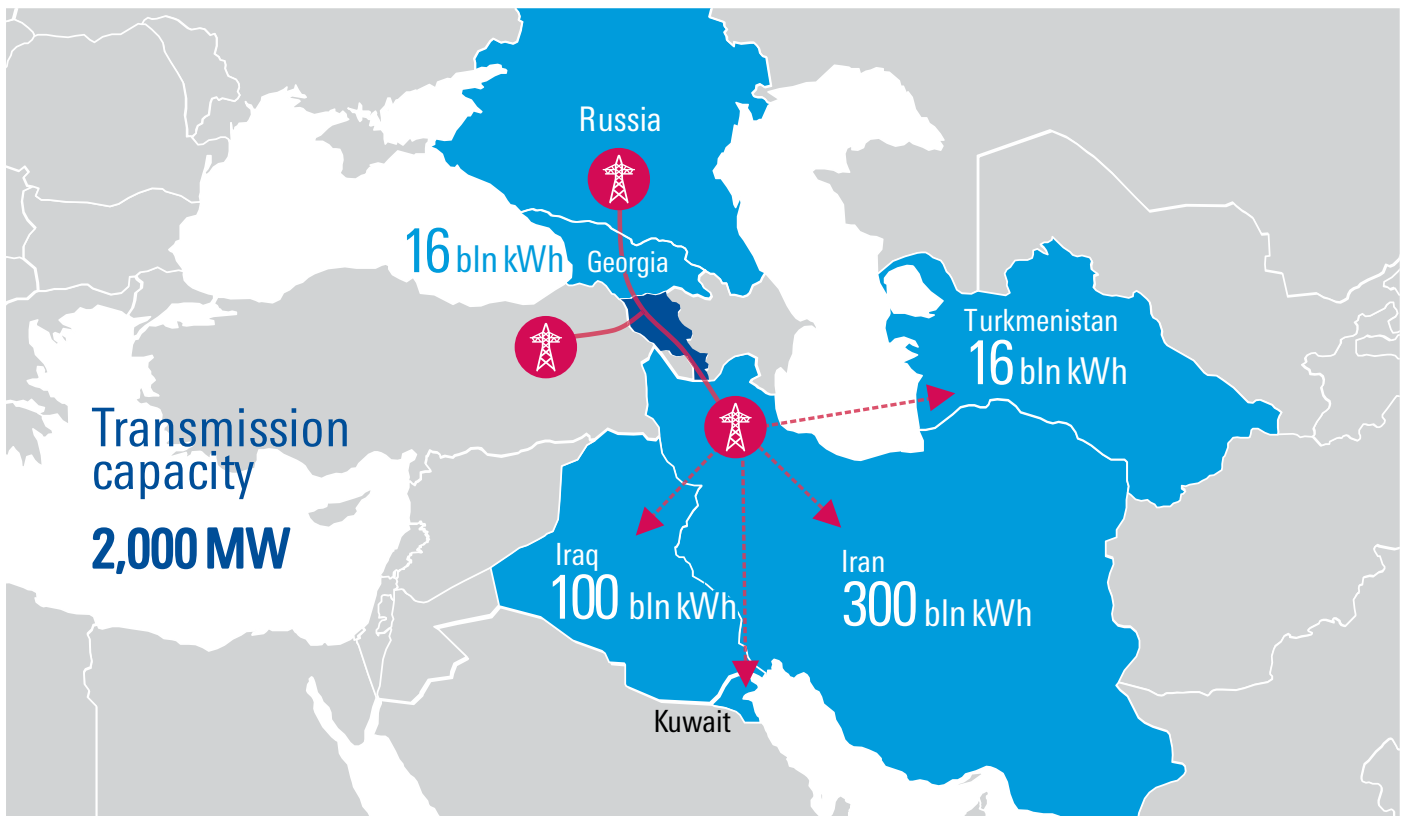 Russia
16 bln kWh
Georgia
Turkmenistan
16 bln kWh
Transmission
capacity
2,000 MW
Iraq
100 bln kWh
Iran
300 bln kWh
Kuwait